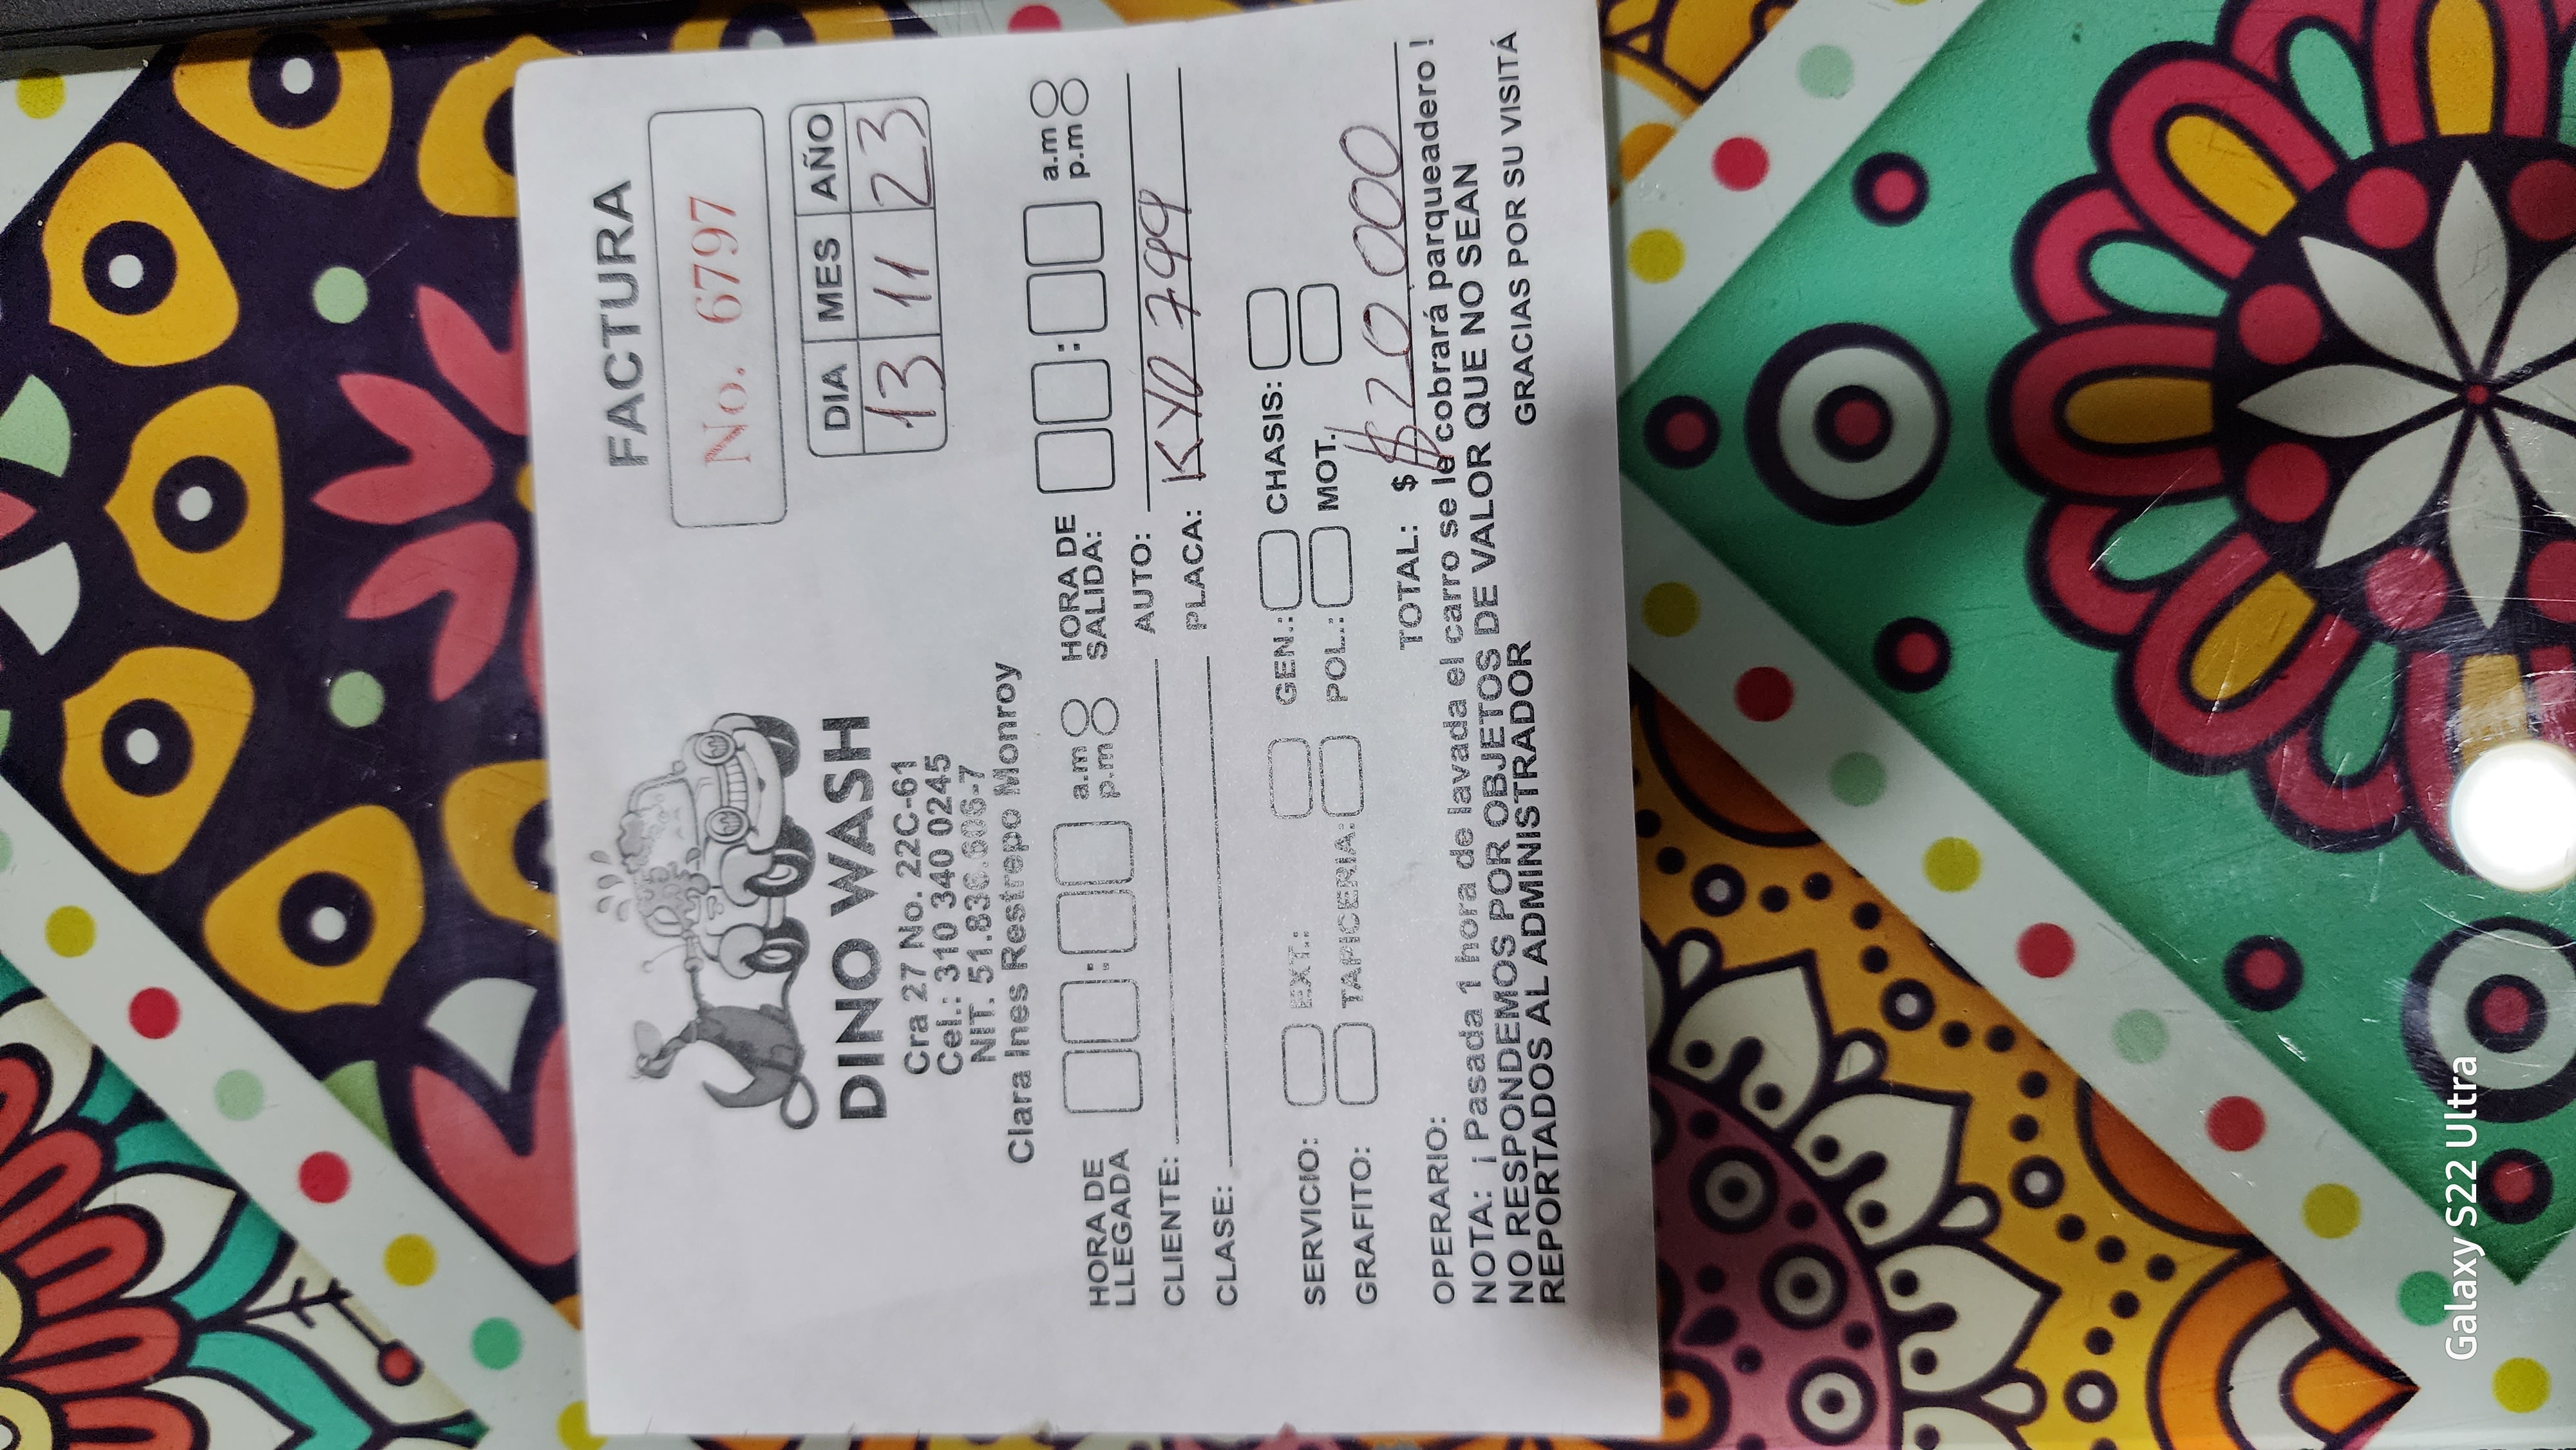 FACTURA
No. 6797
DIA MES AÑO
13 11 23
DINO WASH
Cra 27 No. 22C-61
Cel.: 310 340 0245
NIT. 51.836.606-7
Clara Ines Restrepo Monroy
HORA DE LLEGADA : a.m p.m HORA DE SALIDA: : a.m p.m
CLIENTE: AUTO:
CLASE: PLACA: KYO 799
SERVICIO: EXT.: GEN.: CHASIS:
GRAFITO: TAPICERIA: POL.: MOT.
OPERARIO: TOTAL: $ $20 000
NOTA: ¡ Pasada 1 hora de lavada el carro se le cobrará parqueadero !
NO RESPONDEMOS POR OBJETOS DE VALOR QUE NO SEAN
REPORTADOS AL ADMINISTRADOR GRACIAS POR SU VISITÁ
Galaxy S22 Ultra